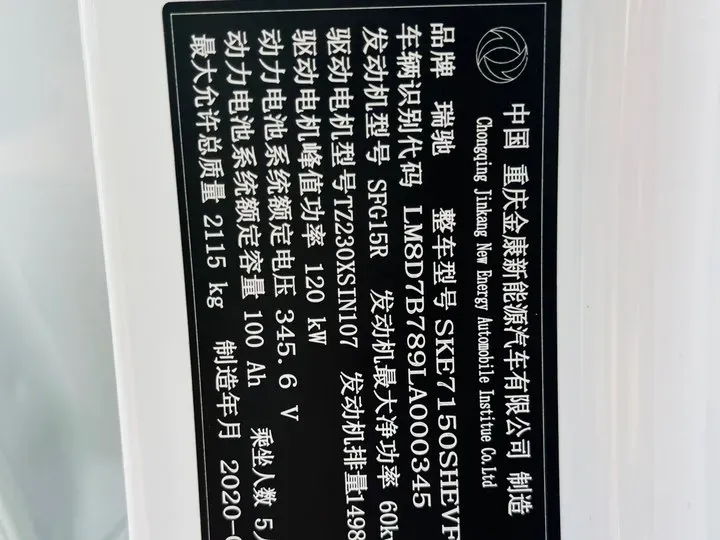 中国 重庆金康新能源汽车有限公司 制造
Chongqing Jinkang New Energy Automobile Institue Co.Ltd
品牌 瑞驰 整车型号 SKE7150SHEVF
车辆识别代码 LM8D7B789LA000345
发动机型号 SFG15R 发动机最大净功率 60k
驱动电机型号TZ230XSIN107 发动机排量1498
驱动电机峰值功率 120 kW
动力电池系统额定电压 345.6 V
动力电池系统额定容量 100 Ah 乘坐人数 5
最大允许总质量 2115 kg 制造年月 2020-